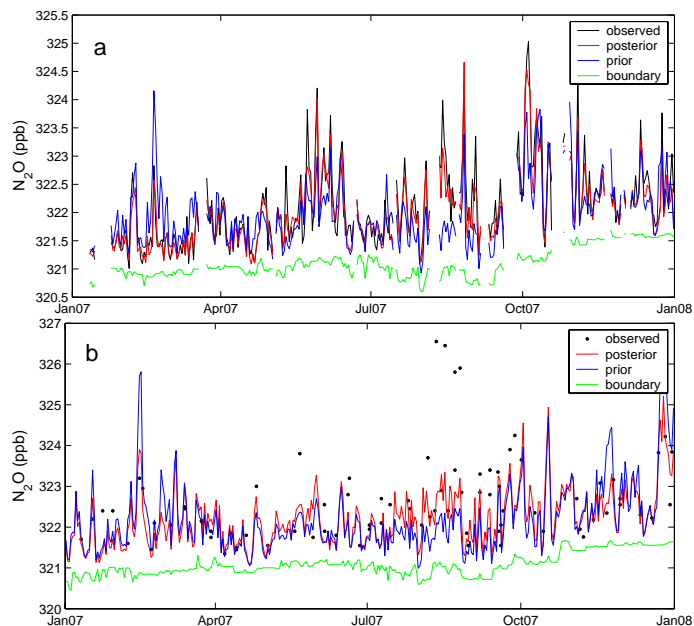 325.5
325
324.5
324
323.5
323
322.5
322
321.5
321
320.5
N2O (ppb)
a
observed
posterior
prior
boundary
Jan07 Apr07 Jul07 Oct07 Jan08
327
326
325
324
323
322
321
320
N2O (ppb)
b
observed
posterior
prior
boundary
Jan07 Apr07 Jul07 Oct07 Jan08